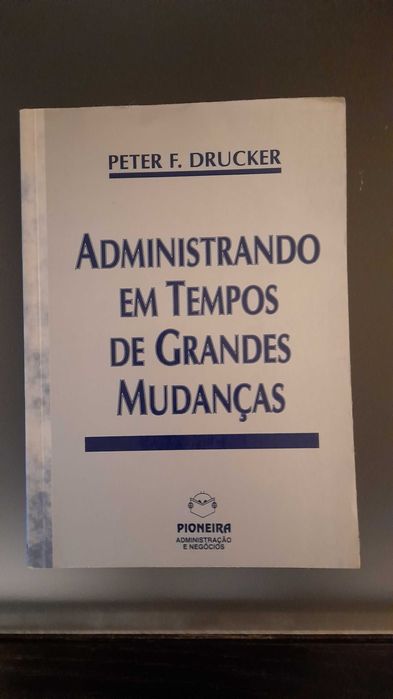 PETER F. DRUCKER
ADMINISTRANDO
EM TEMPOS
DE GRANDES
MUDANÇAS
PIONEIRA
ADMINISTRAÇÃO
E NEGÓCIOS